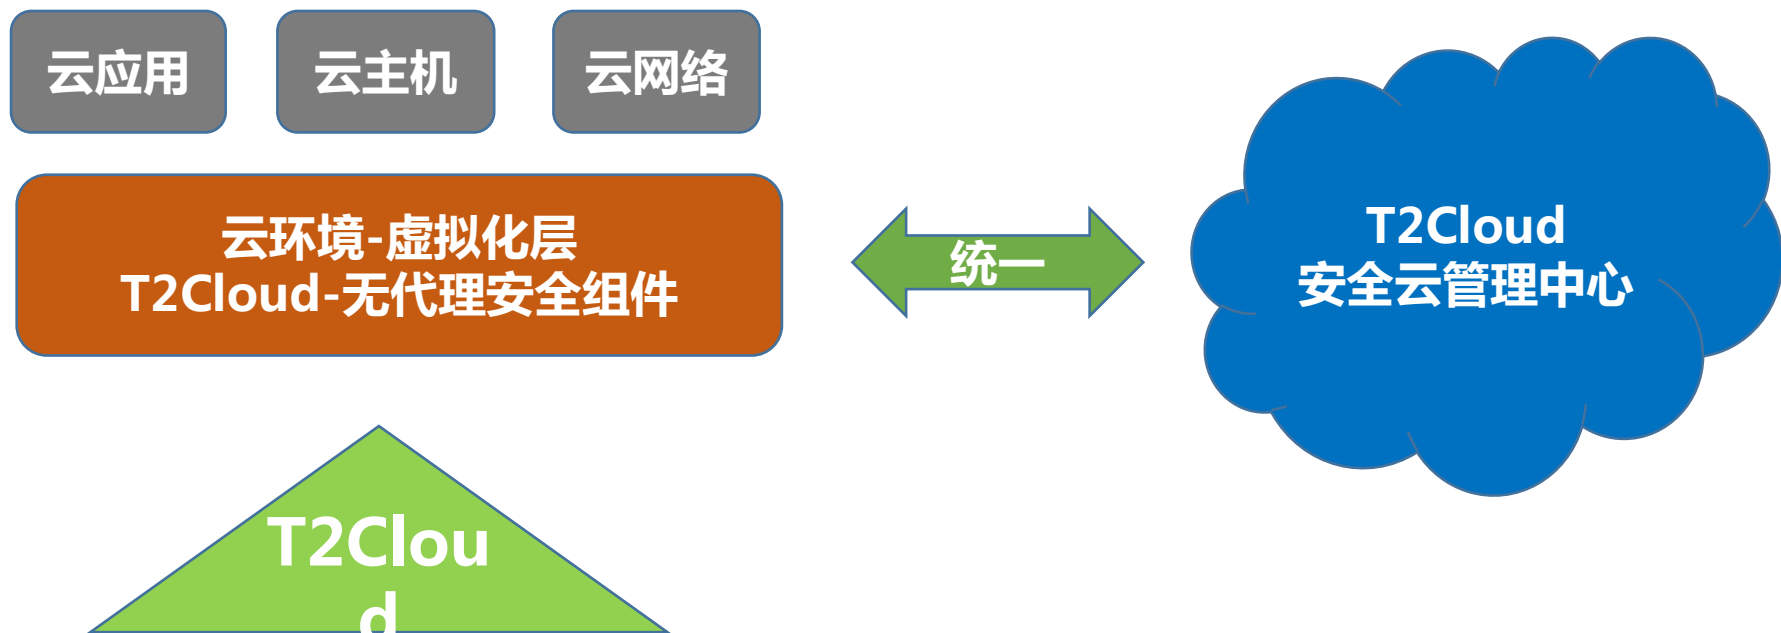 云应用
云主机
云网络
云环境-虚拟化层
T2Cloud-无代理安全组件
统一
T2Cloud
安全云管理中心
T2Clou
d